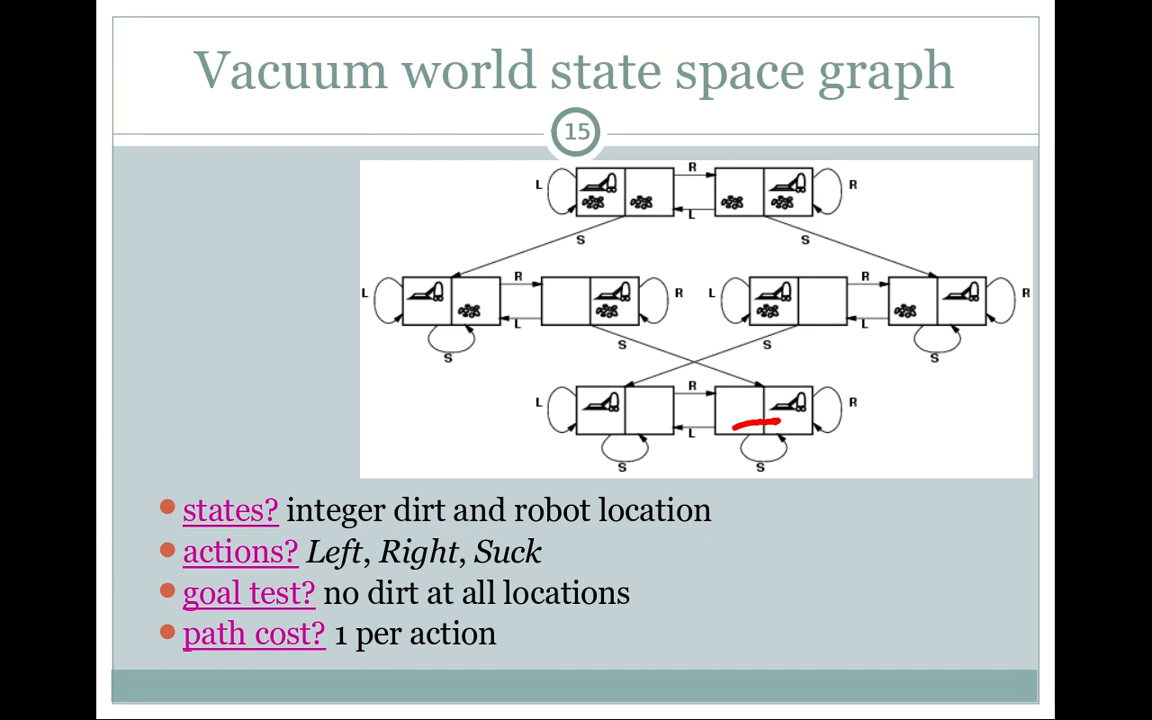 Vacuum world state space graph
15
R
L R
L
S S
R R
L R L R
L L
S S
S S
R
L R
L
S S
states? integer dirt and robot location
actions? Left, Right, Suck
goal test? no dirt at all locations
path cost? 1 per action